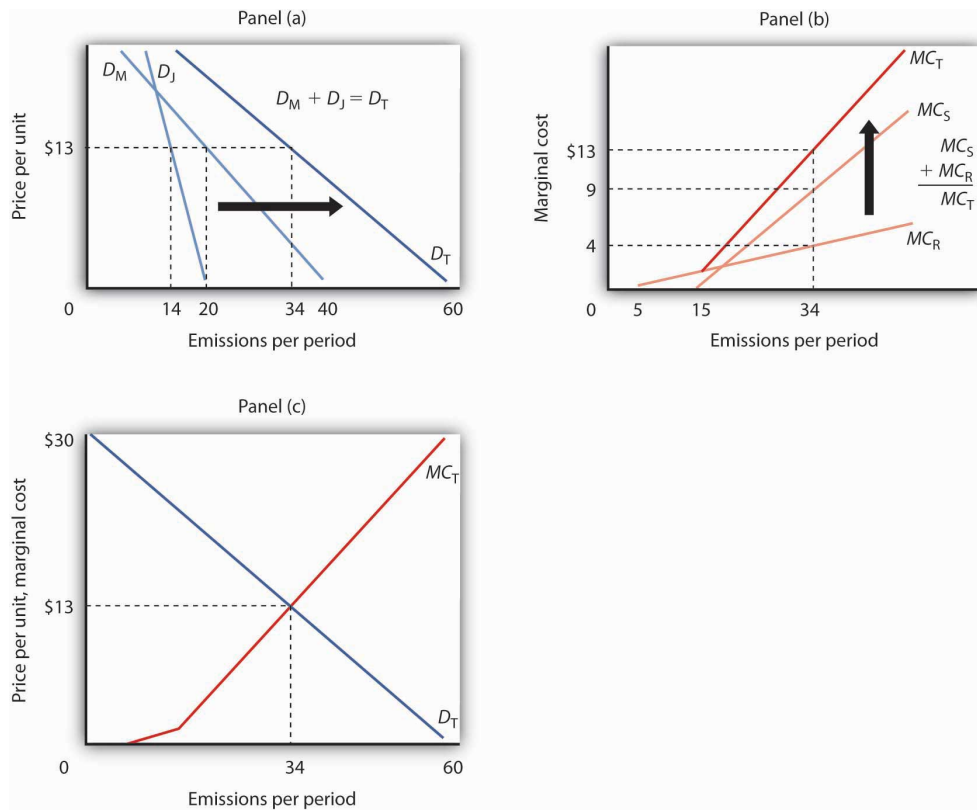 Panel (a)
Price per unit
D_M
D_J
D_M + D_J = D_T
$13
D_T
0
14
20
34
40
60
Emissions per period
Panel (b)
Marginal cost
MC_T
MC_S
$13
MC_S
+ MC_R
MC_T
9
4
MC_R
0
5
15
34
Emissions per period
Panel (c)
Price per unit, marginal cost
$30
MC_T
$13
D_T
0
34
60
Emissions per period